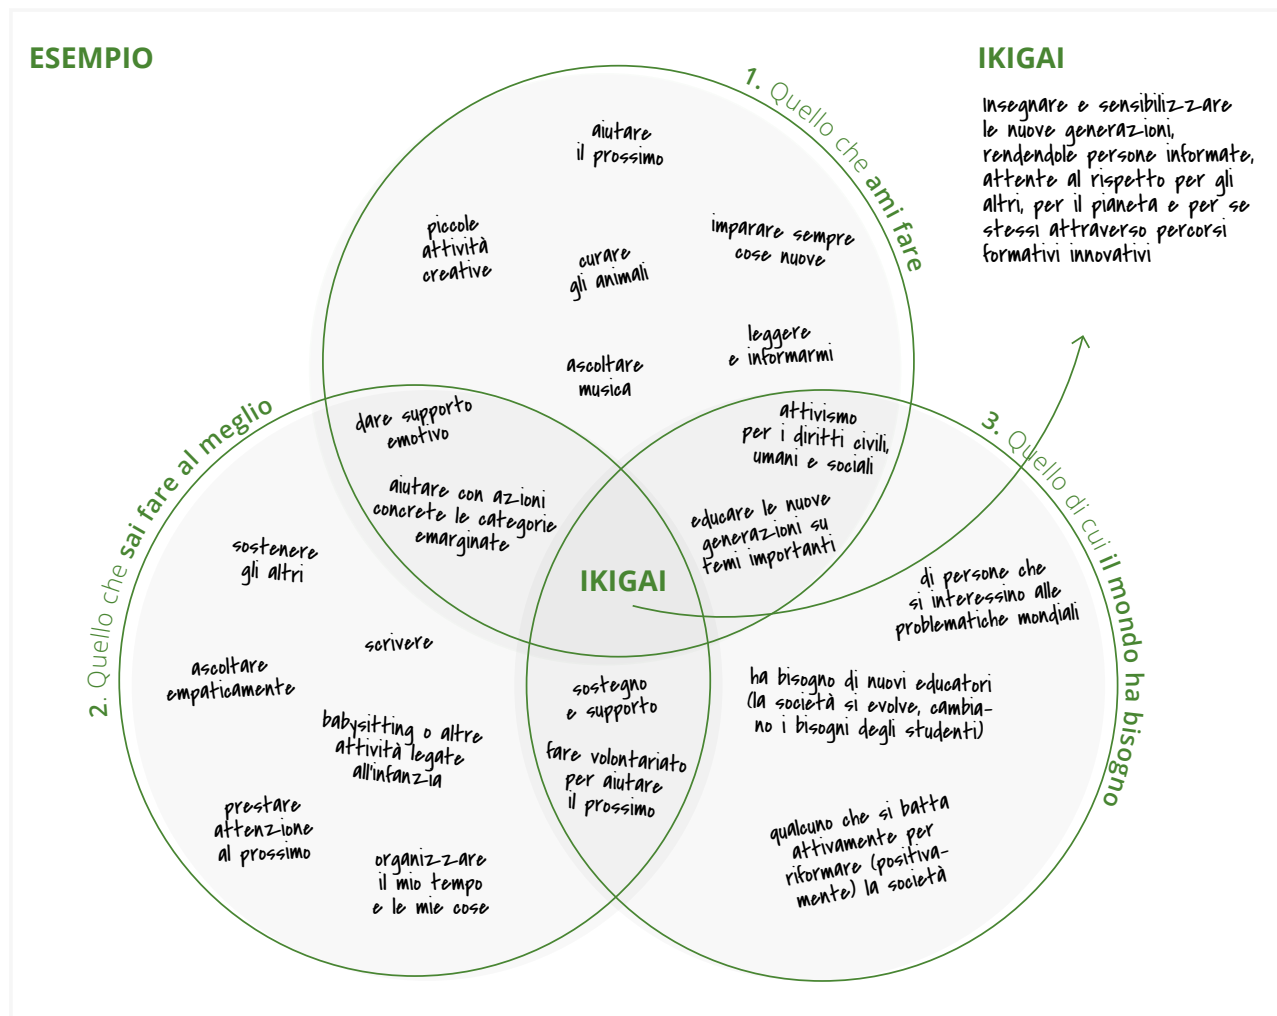 ESEMPIO
IKIGAI
Insegnare e sensibilizzare
le nuove generazioni,
rendendole persone informate,
attente al rispetto per gli
altri, per il pianeta e per se
stessi attraverso percorsi
formativi innovativi
1. Quello che ami fare
aiutare
il prossimo
piccole
attività
creative
curare
gli animali
imparare sempre
cose nuove
leggere
e informarmi
ascoltare
musica
dare supporto
emotivo
aiutare con azioni
concrete le categorie
emarginate
attivismo
per i diritti civili,
umani e sociali
educare le nuove
generazioni su
temi importanti
IKIGAI
2. Quello che sai fare al meglio
sostenere
gli altri
scrivere
ascoltare
empaticamente
babysitting o altre
attività legate
all'infanzia
prestare
attenzione
al prossimo
organizzare
il mio tempo
e le mie cose
sostegno
e supporto
fare volontariato
per aiutare
il prossimo
3. Quello di cui il mondo ha bisogno
di persone che
si interessino alle
problematiche mondiali
ha bisogno di nuovi educatori
(la società si evolve, cambia-
no i bisogni degli studenti)
qualcuno che si batta
attivamente per
riformare (positiva-
mente) la società